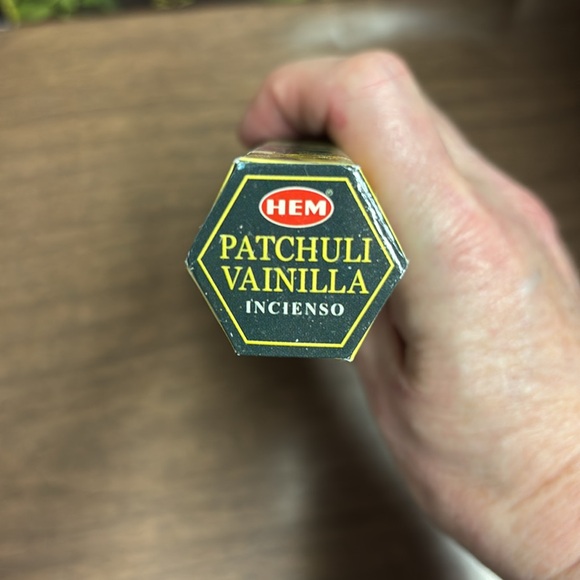 HEM®
PATCHULI
VAINILLA
INCIENSO